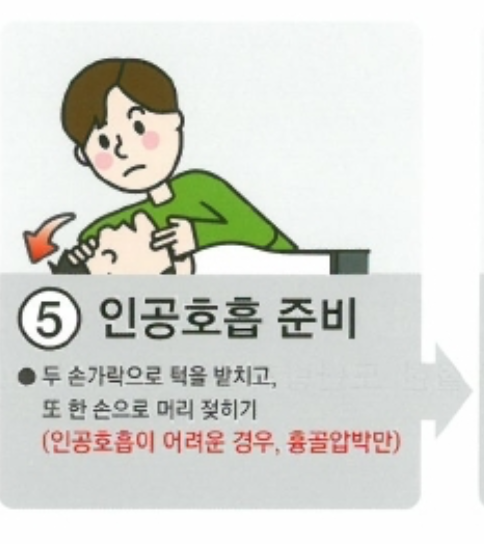 ⑤ 인공호흡 준비
● 두 손가락으로 턱을 받치고,
또 한 손으로 머리 젖히기
(인공호흡이 어려운 경우, 흉골압박만)